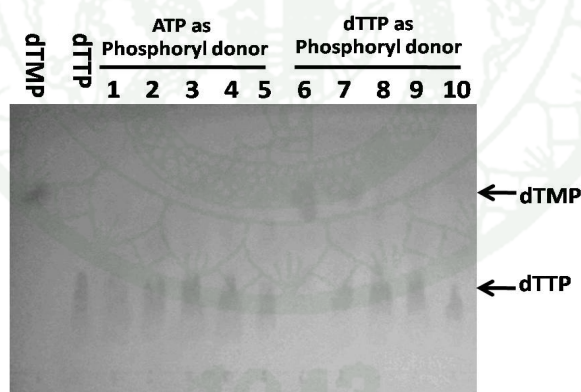 ATP as
Phosphoryl donor
dTTP as
Phosphoryl donor
dTMP
dTTP
1 2 3 4 5 6 7 8 9 10
dTMP
dTTP